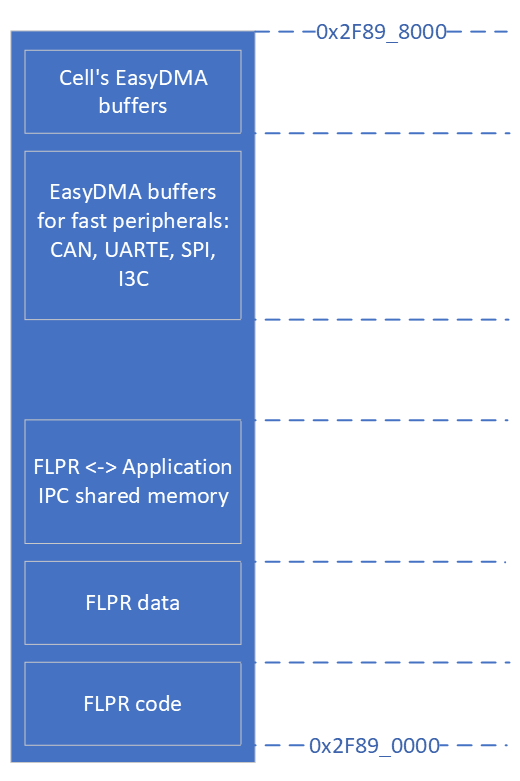 0x2F89_8000
Cell's EasyDMA
buffers
EasyDMA buffers
for fast peripherals:
CAN, UARTE, SPI,
I3C
FLPR <-> Application
IPC shared memory
FLPR data
FLPR code
0x2F89_0000